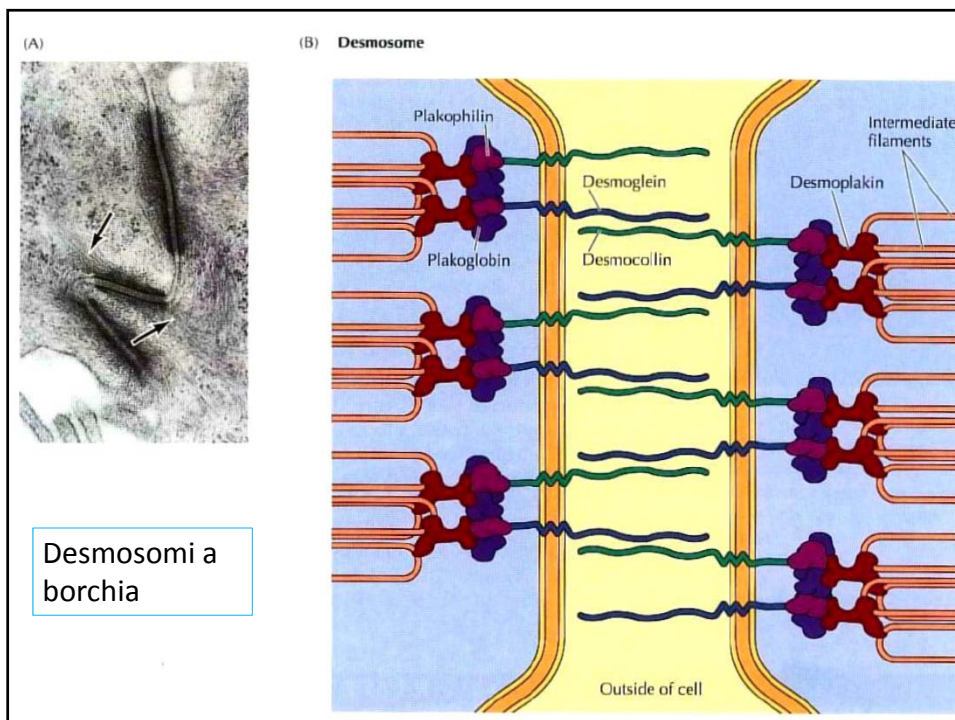 (A)
(B) Desmosome
Plakophilin
Intermediate
filaments
Desmoglein
Desmoplakin
Plakoglobin
Desmocollin
Desmosomi a
borchia
Outside of cell